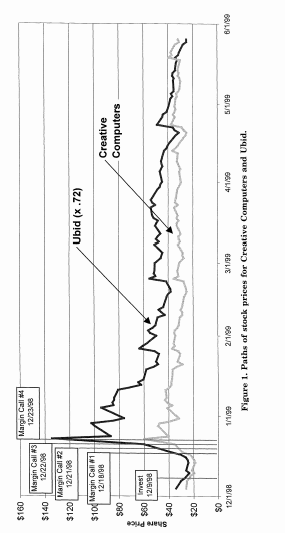 Margin Call #4
12/23/98
Margin Call #3
12/22/98
Margin Call #2
12/21/98
Margin Call #1
12/18/98
Invest
12/9/98
Ubid (x .72)
Creative
Computers
Share Price
$160
$140
$120
$100
$80
$60
$40
$20
$0
12/1/98
1/1/99
2/1/99
3/1/99
4/1/99
5/1/99
6/1/99
Figure 1. Paths of stock prices for Creative Computers and Ubid.